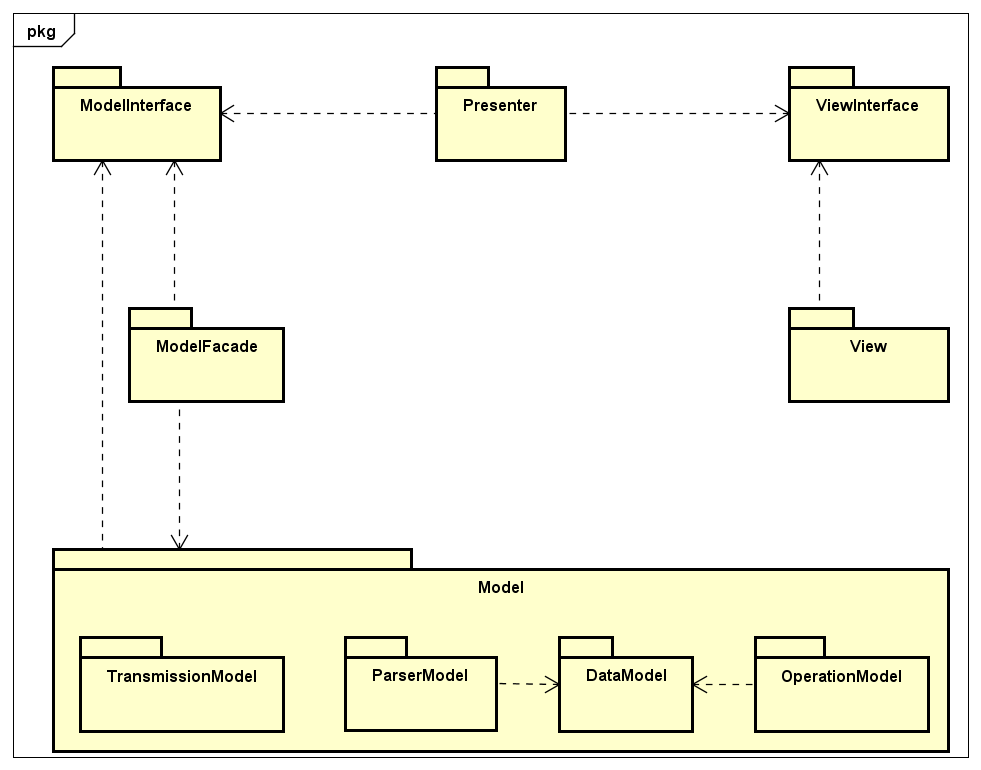 pkg
ModelInterface
Presenter
ViewInterface
ModelFacade
View
Model
TransmissionModel
ParserModel
DataModel
OperationModel